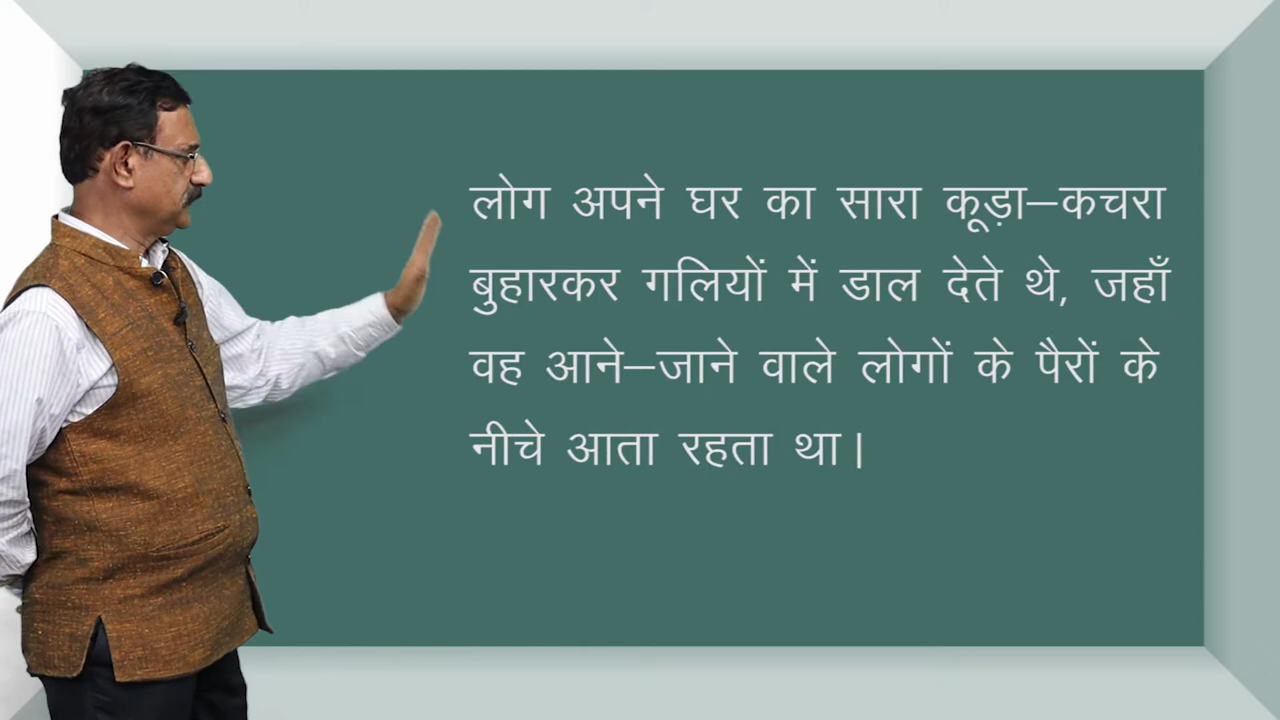 लोग अपने घर का सारा कूड़ा–कचरा
बुहारकर गलियों में डाल देते थे, जहाँ
वह आने–जाने वाले लोगों के पैरों के
नीचे आता रहता था।